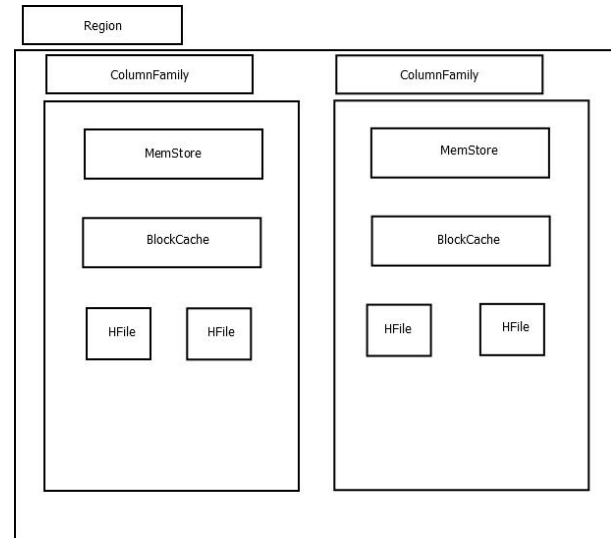 Region
ColumnFamily
ColumnFamily
MemStore
MemStore
BlockCache
BlockCache
HFile
HFile
HFile
HFile